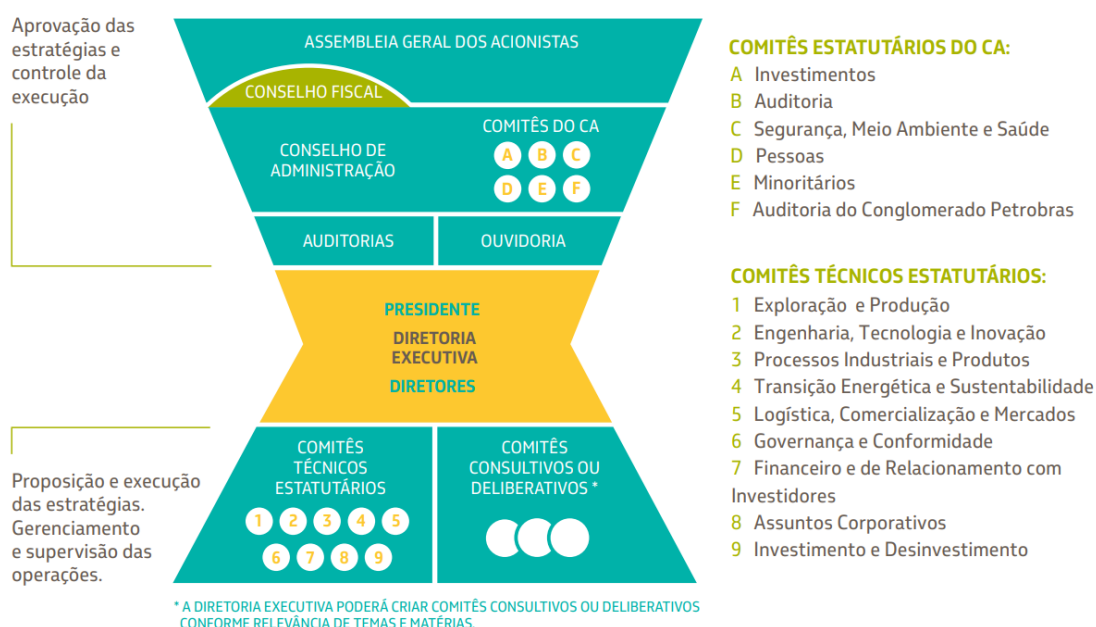 Aprovação das
estratégias e
controle da
execução
ASSEMBLEIA GERAL DOS ACIONISTAS
CONSELHO FISCAL
CONSELHO DE
ADMINISTRAÇÃO
COMITÊS DO CA
A B C
D E F
AUDITORIAS
OUVIDORIA
PRESIDENTE
DIRETORIA
EXECUTIVA
DIRETORES
Proposição e execução
das estratégias.
Gerenciamento
e supervisão das
operações.
COMITÊS
TÉCNICOS
ESTATUTÁRIOS
1 2 3 4 5
6 7 8 9
COMITÊS
CONSULTIVOS OU
DELIBERATIVOS *
* A DIRETORIA EXECUTIVA PODERÁ CRIAR COMITÊS CONSULTIVOS OU DELIBERATIVOS
CONFORME RELEVÂNCIA DE TEMAS E MATÉRIAS.
COMITÊS ESTATUTÁRIOS DO CA:
A Investimentos
B Auditoria
C Segurança, Meio Ambiente e Saúde
D Pessoas
E Minoritários
F Auditoria do Conglomerado Petrobras
COMITÊS TÉCNICOS ESTATUTÁRIOS:
1 Exploração e Produção
2 Engenharia, Tecnologia e Inovação
3 Processos Industriais e Produtos
4 Transição Energética e Sustentabilidade
5 Logística, Comercialização e Mercados
6 Governança e Conformidade
7 Financeiro e de Relacionamento com
Investidores
8 Assuntos Corporativos
9 Investimento e Desinvestimento